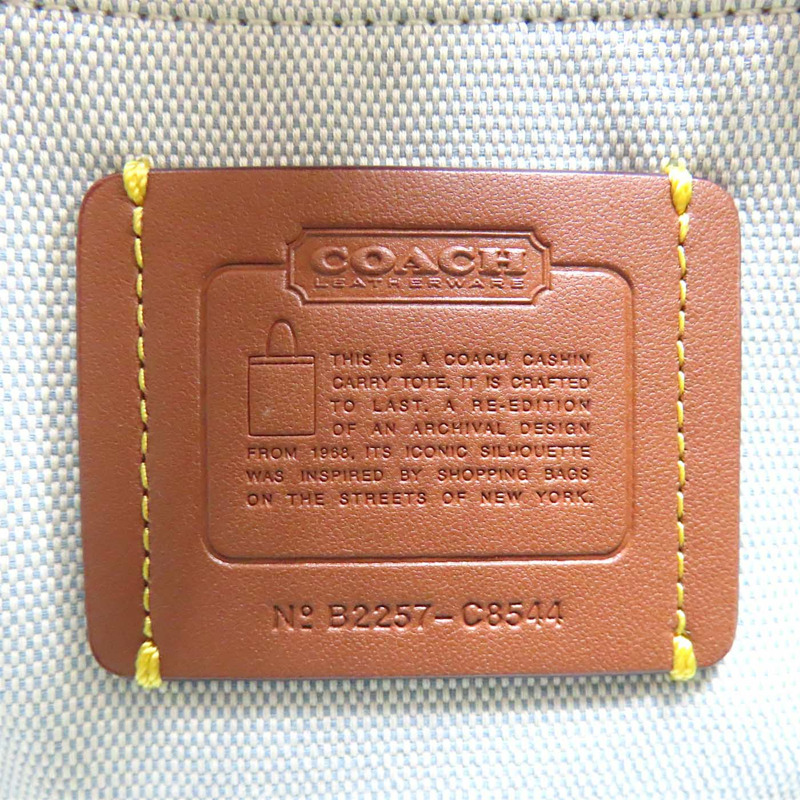 COACH
LEATHERWARE
THIS IS A COACH CASHIN
CARRY TOTE. IT IS CRAFTED
TO LAST. A RE-EDITION
OF AN ARCHIVAL DESIGN
FROM 1968, ITS ICONIC SILHOUETTE
WAS INSPIRED BY SHOPPING BAGS
ON THE STREETS OF NEW YORK.
Nº B2257-C8544